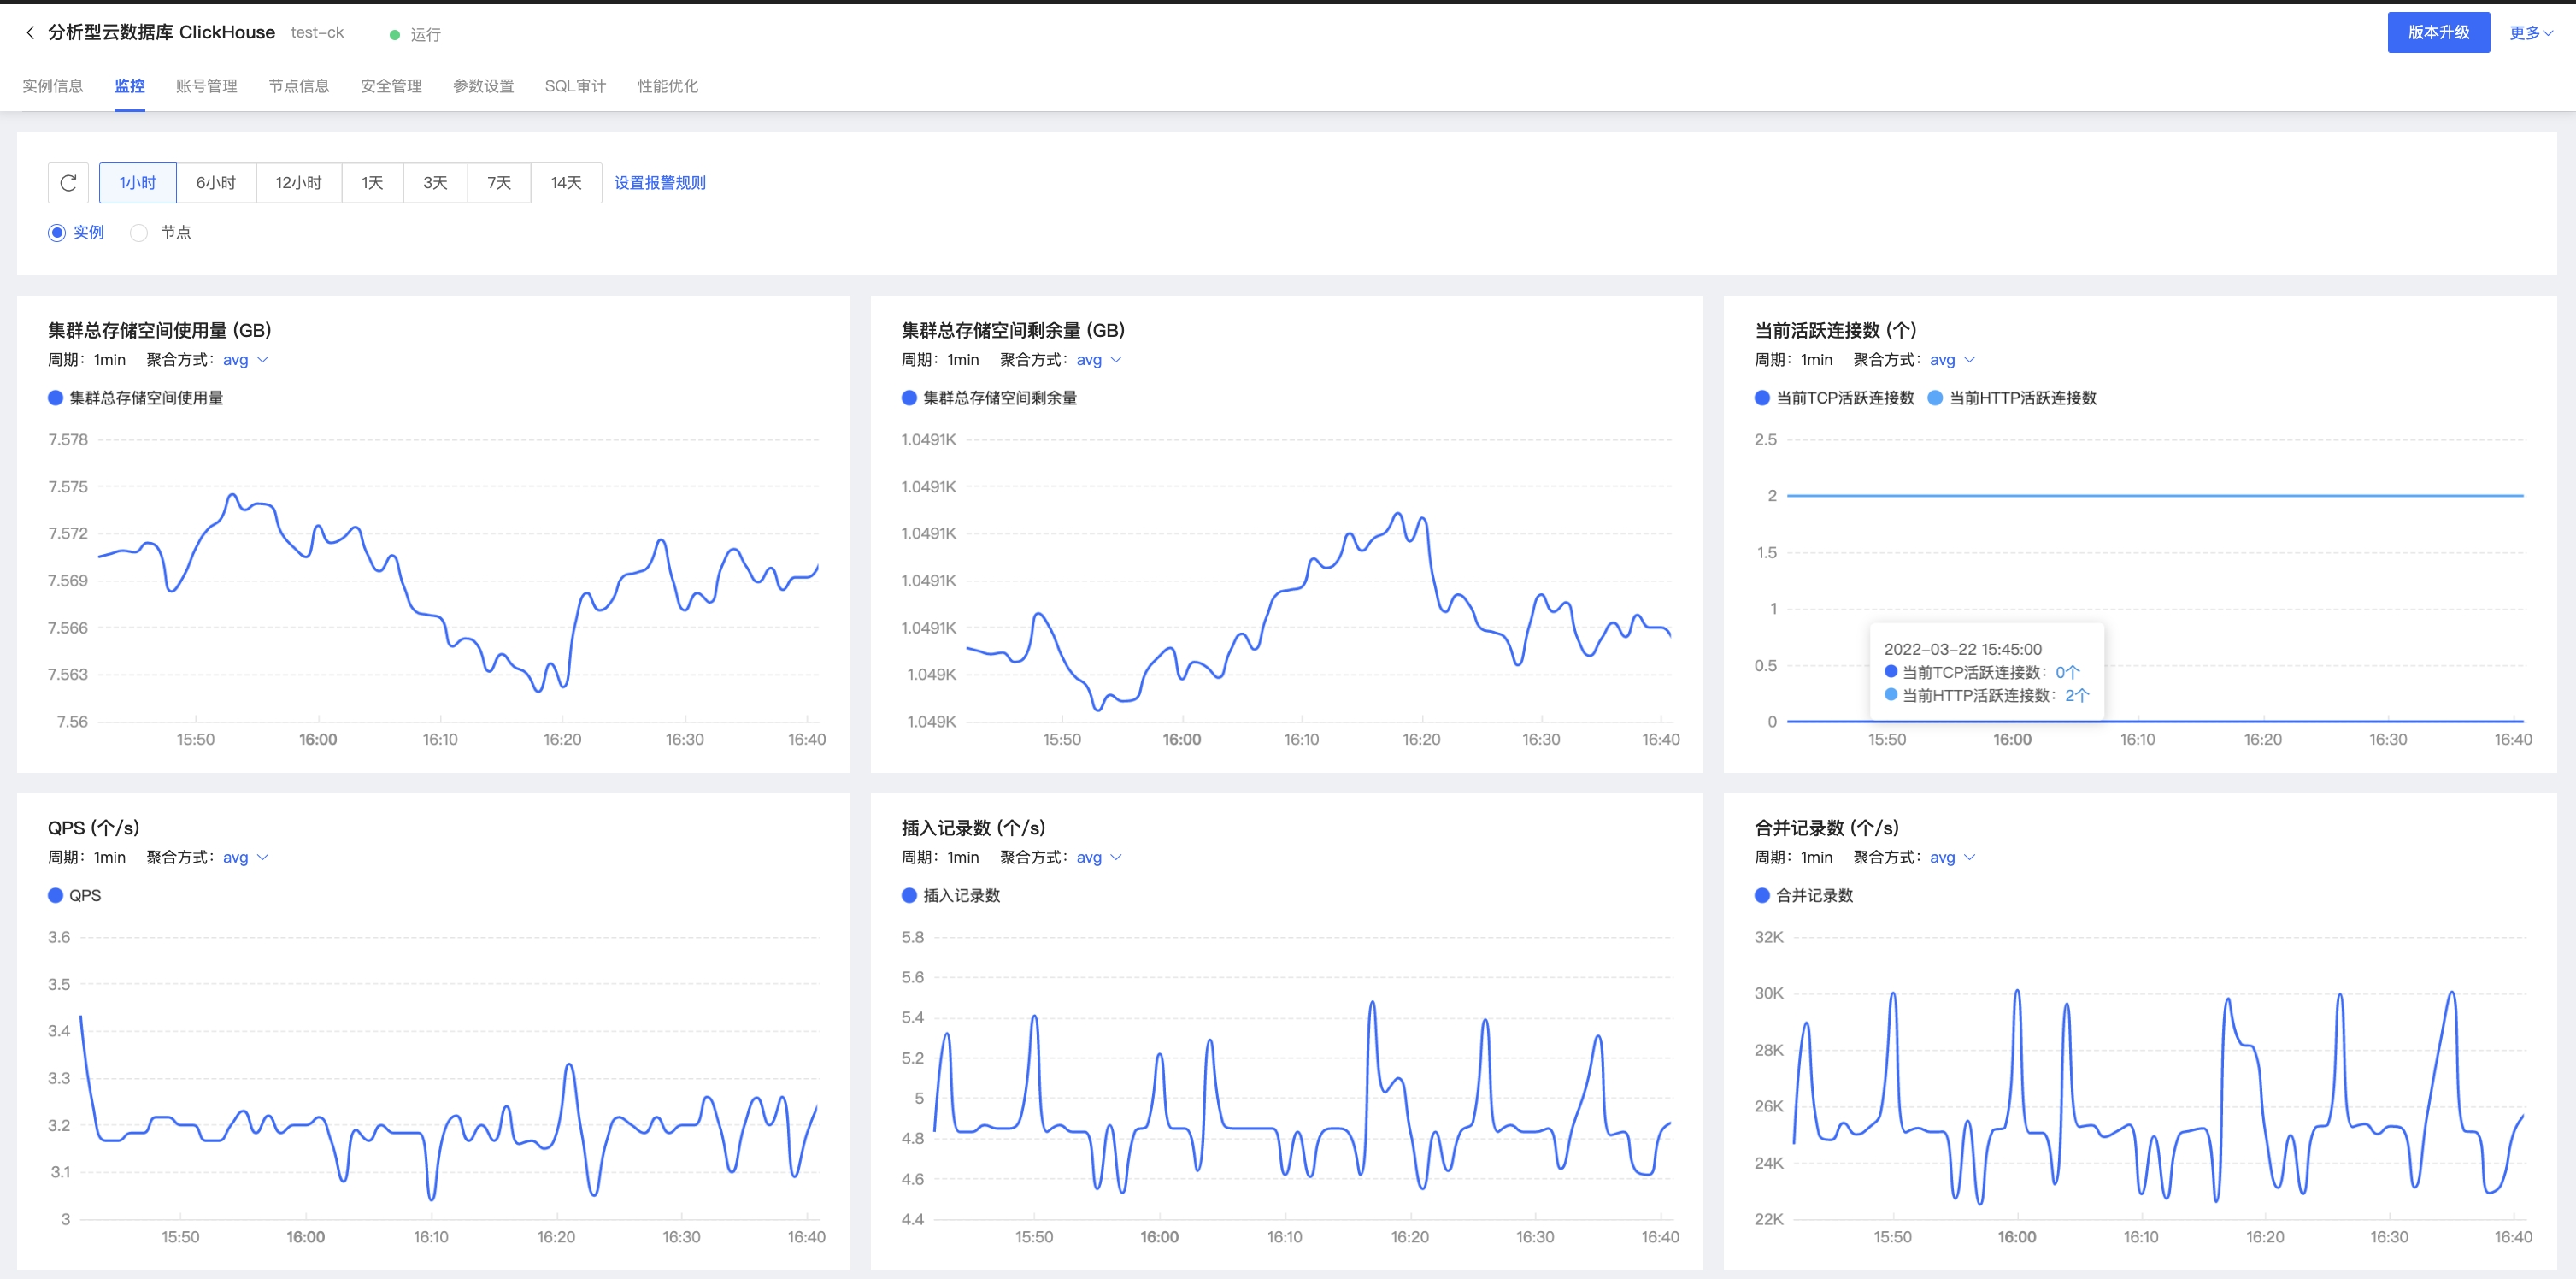 分析型云数据库 ClickHouse test-ck 运行 版本升级 更多
实例信息 监控 账号管理 节点信息 安全管理 参数设置 SQL审计 性能优化
1小时 6小时 12小时 1天 3天 7天 14天 设置报警规则
实例 节点
集群总存储空间使用量 (GB)
周期：1min 聚合方式：avg
集群总存储空间使用量
7.578
7.575
7.572
7.569
7.566
7.563
7.56
15:50 16:00 16:10 16:20 16:30 16:40
集群总存储空间剩余量 (GB)
周期：1min 聚合方式：avg
集群总存储空间剩余量
1.0491K
1.0491K
1.0491K
1.0491K
1.0491K
1.049K
1.049K
15:50 16:00 16:10 16:20 16:30 16:40
当前活跃连接数 (个)
周期：1min 聚合方式：avg
当前TCP活跃连接数 当前HTTP活跃连接数
2.5
2
1.5
1
0.5
0
2022-03-22 15:45:00
当前TCP活跃连接数：0个
当前HTTP活跃连接数：2个
15:50 16:00 16:10 16:20 16:30 16:40
QPS (个/s)
周期：1min 聚合方式：avg
QPS
3.6
3.5
3.4
3.3
3.2
3.1
3
15:50 16:00 16:10 16:20 16:30 16:40
插入记录数 (个/s)
周期：1min 聚合方式：avg
插入记录数
5.8
5.6
5.4
5.2
5
4.8
4.6
4.4
15:50 16:00 16:10 16:20 16:30 16:40
合并记录数 (个/s)
周期：1min 聚合方式：avg
合并记录数
32K
30K
28K
26K
24K
22K
15:50 16:00 16:10 16:20 16:30 16:40